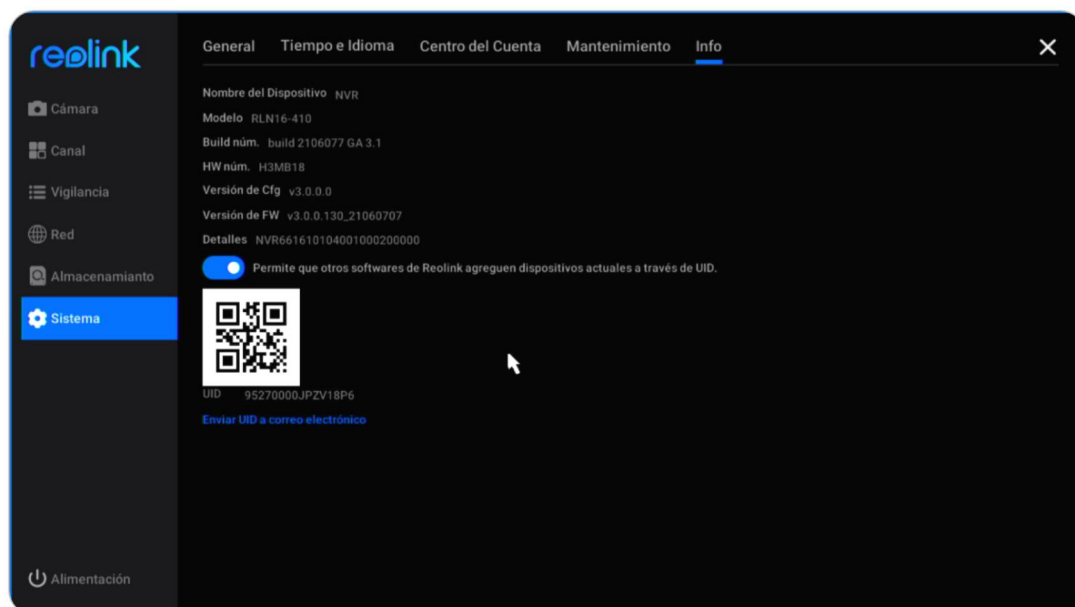 reolink
General Tiempo e Idioma Centro del Cuenta Mantenimiento Info
Cámara
Canal
Vigilancia
Red
Almacenamianto
Sistema
Alimentación
Nombre del Dispositivo NVR
Modelo RLN16-410
Build núm. build 2106077 GA 3.1
HW núm. H3MB18
Versión de Cfg v3.0.0.0
Versión de FW v3.0.0.130_21060707
Detalles NVR661610104001000200000
Permite que otros softwares de Reolink agreguen dispositivos actuales a través de UID.
UID 95270000JPZV18P6
Enviar UID a correo electrónico